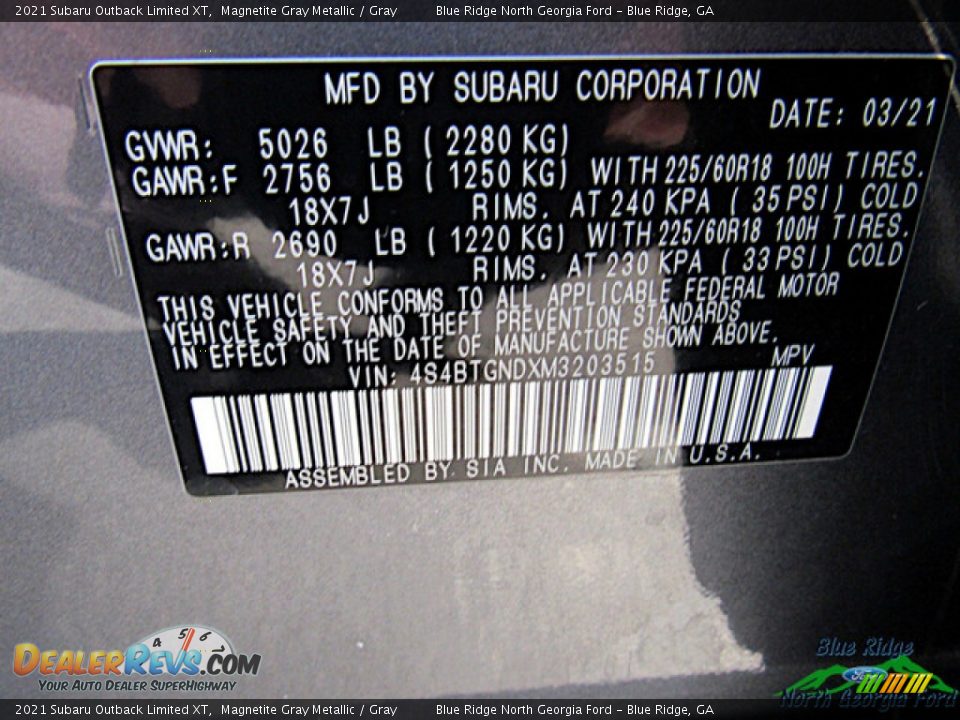 2021 Subaru Outback Limited XT, Magnetite Gray Metallic / Gray Blue Ridge North Georgia Ford - Blue Ridge, GA
MFD BY SUBARU CORPORATION
DATE: 03/21
GVWR: 5026 LB ( 2280 KG)
GAWR:F 2756 LB ( 1250 KG) WITH 225/60R18 100H TIRES.
18X7J RIMS. AT 240 KPA ( 35 PSI) COLD
GAWR:R 2690 LB ( 1220 KG) WITH 225/60R18 100H TIRES.
18X7J RIMS. AT 230 KPA ( 33 PSI) COLD
THIS VEHICLE CONFORMS TO ALL APPLICABLE FEDERAL MOTOR
VEHICLE SAFETY AND THEFT PREVENTION STANDARDS
IN EFFECT ON THE DATE OF MANUFACTURE SHOWN ABOVE.
VIN: 4S4BTGNDXM3203515 MPV
ASSEMBLED BY SIA INC. MADE IN U.S.A.
4 5 6 7
DEALERREVS.COM
YOUR AUTO DEALER SUPERHIGHWAY
Blue Ridge
Ford
North Georgia Ford
2021 Subaru Outback Limited XT, Magnetite Gray Metallic / Gray Blue Ridge North Georgia Ford - Blue Ridge, GA